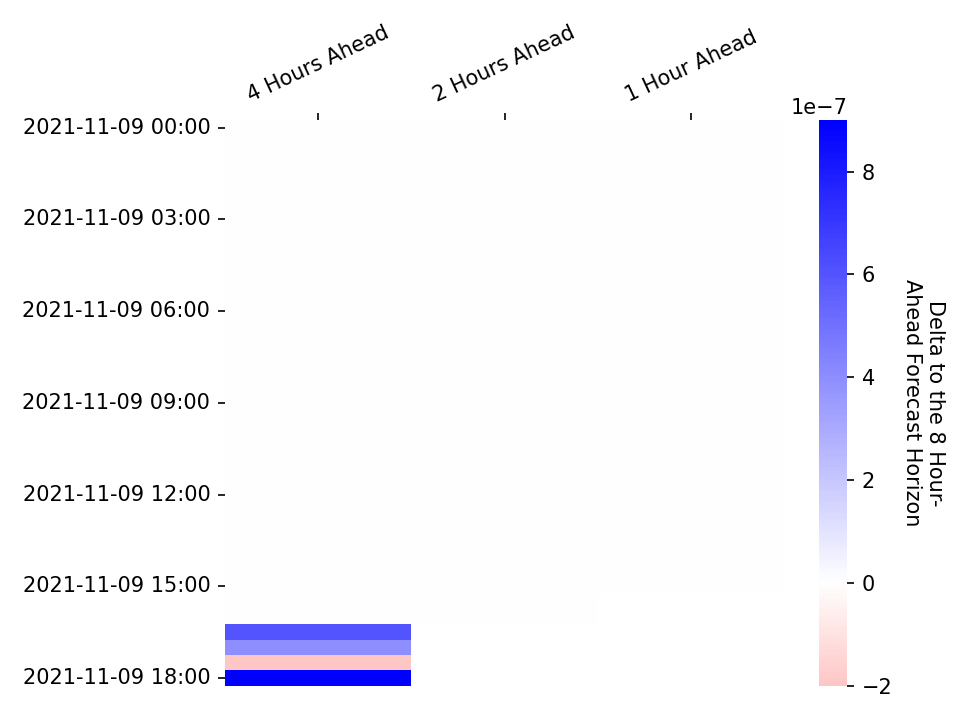 4 Hours Ahead
2 Hours Ahead
1 Hour Ahead
1e−7
2021-11-09 00:00
2021-11-09 03:00
2021-11-09 06:00
2021-11-09 09:00
2021-11-09 12:00
2021-11-09 15:00
2021-11-09 18:00
8
6
4
2
0
−2
Delta to the 8 Hour-
Ahead Forecast Horizon